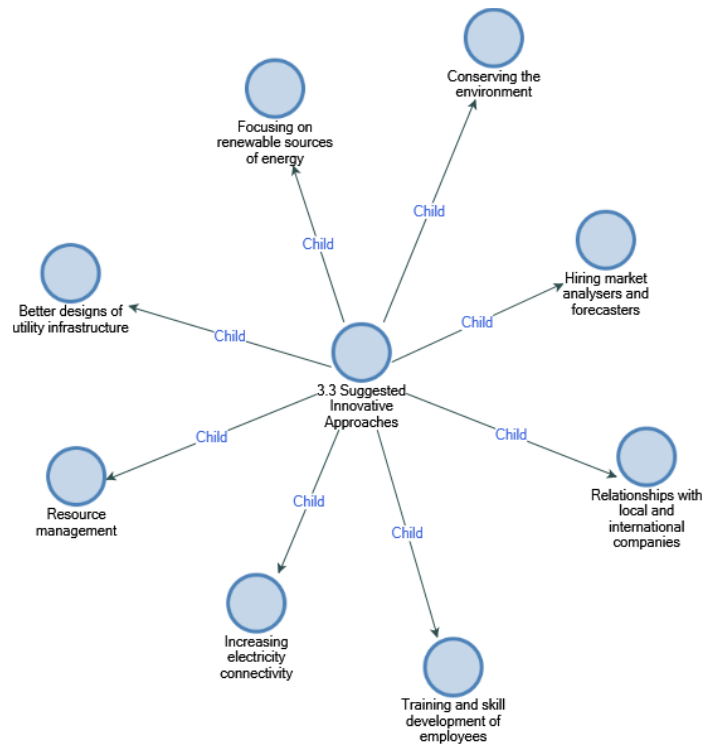 Conserving the
environment
Focusing on
renewable sources
of energy
Child
Child
Hiring market
analysers and
forecasters
Better designs of
utility infrastructure
Child
Child
3.3 Suggested
Innovative
Approaches
Child
Child
Relationships with
local and
international
companies
Resource
management
Child
Child
Increasing
electricity
connectivity
Training and skill
development of
employees